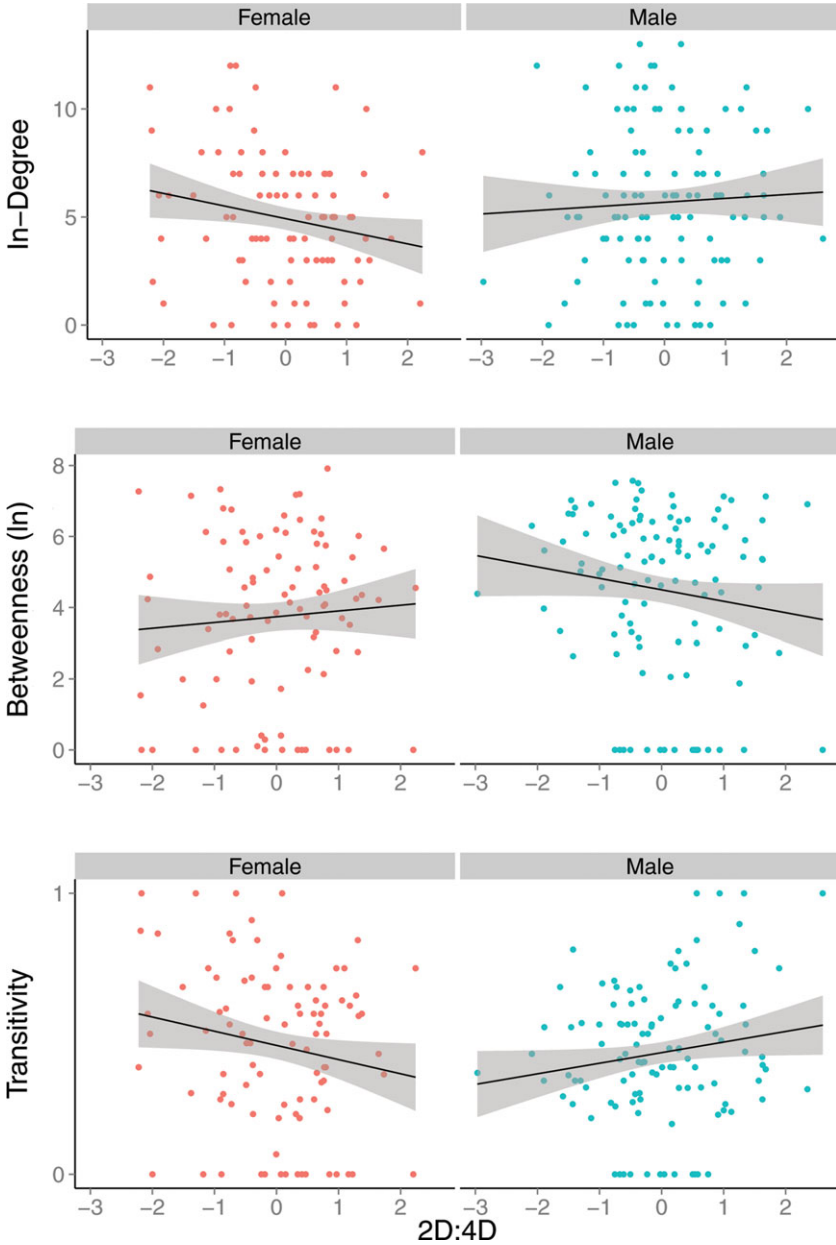 Female Male
In-Degree
10
5
0
−3 −2 −1 0 1 2 −3 −2 −1 0 1 2
Female Male
Betweenness (ln)
8
6
4
2
0
−3 −2 −1 0 1 2 −3 −2 −1 0 1 2
Female Male
Transitivity
1
0
−3 −2 −1 0 1 2 −3 −2 −1 0 1 2
2D:4D